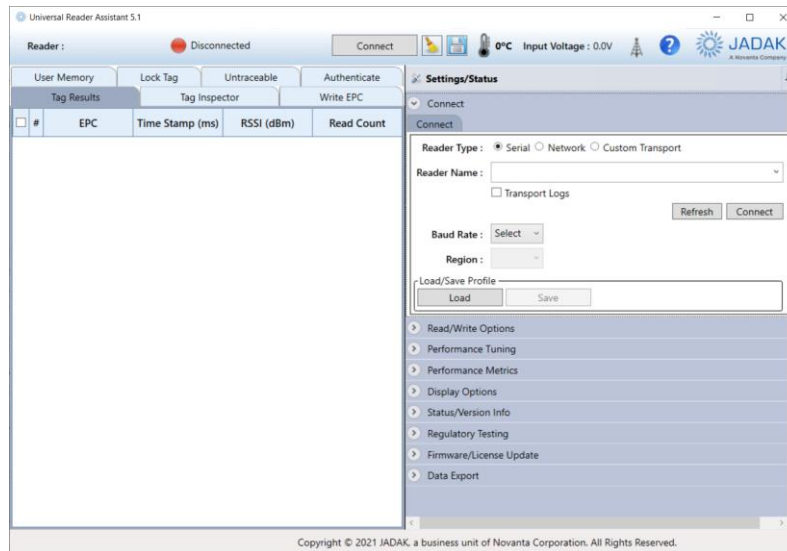 Universal Reader Assistant 5.1
Reader : Disconnected Connect 0°C Input Voltage : 0.0V ? JADAK
A Novanta Company
User Memory Lock Tag Untraceable Authenticate
Tag Results Tag Inspector Write EPC
# EPC Time Stamp (ms) RSSI (dBm) Read Count
Settings/Status
Connect
Connect
Reader Type : Serial Network Custom Transport
Reader Name :
Transport Logs
Refresh Connect
Baud Rate : Select
Region :
Load/Save Profile
Load Save
Read/Write Options
Performance Tuning
Performance Metrics
Display Options
Status/Version Info
Regulatory Testing
Firmware/License Update
Data Export
Copyright © 2021 JADAK, a business unit of Novanta Corporation. All Rights Reserved.